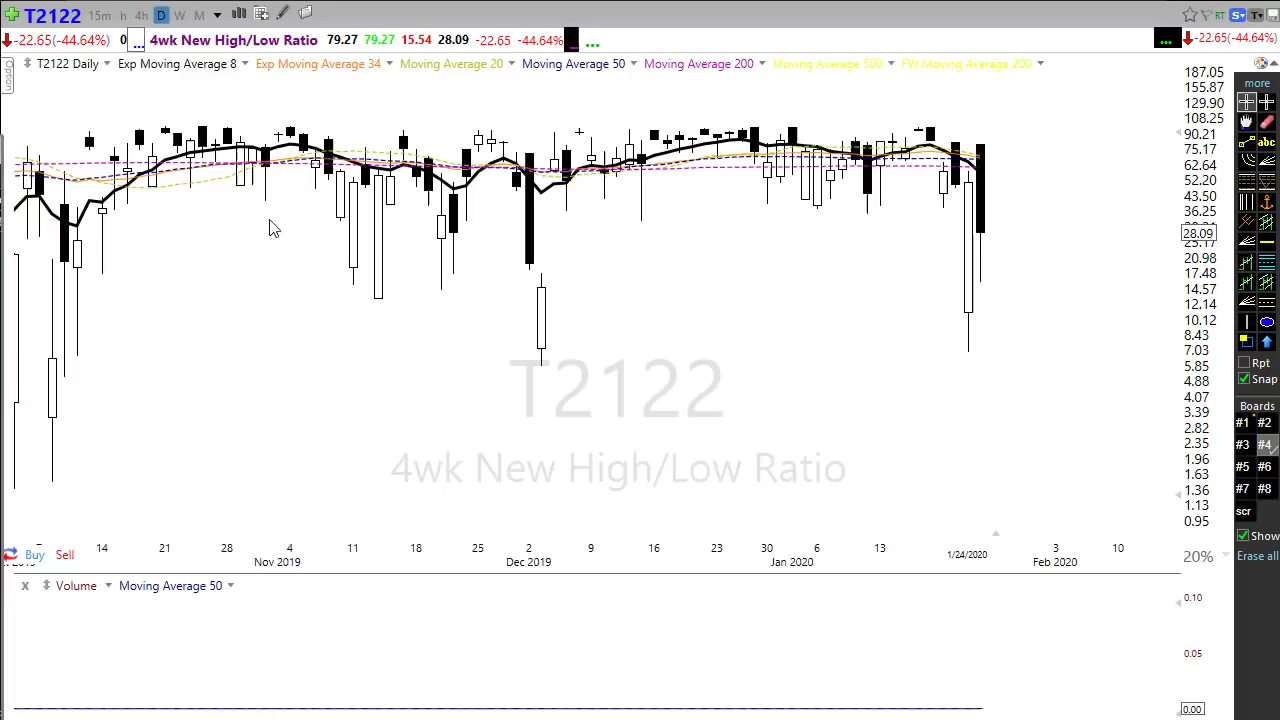 T2122 15m h 4h D W M RT S T
-22.65(-44.64%) 0 ... 4wk New High/Low Ratio 79.27 79.27 15.54 28.09 -22.65 -44.64% ... ... ... -22.65(-44.64%)
Option T2122 Daily Exp Moving Average 8 Exp Moving Average 34 Moving Average 20 Moving Average 50 Moving Average 200 Moving Average 500 FW Moving Average 200
187.05
155.87
129.90
108.25
90.21
75.17
62.64
52.20
43.50
36.25
28.09
25.17
20.98
17.48
14.57
12.14
10.12
8.43
7.03
5.85
4.88
4.07
3.39
2.82
2.35
1.96
1.63
1.36
1.13
0.95
20%
more
abc
Rpt
Snap
Boards
#1 #2
#3 #4
#5 #6
#7 #8
scr
Show
Erase all
T2122
4wk New High/Low Ratio
14 21 28 4 11 18 25 2 9 16 23 30 6 13 1/24/2020 3 10
Buy Sell
Nov 2019 Dec 2019 Jan 2020 Feb 2020
x Volume Moving Average 50
0.10
0.05
0.00